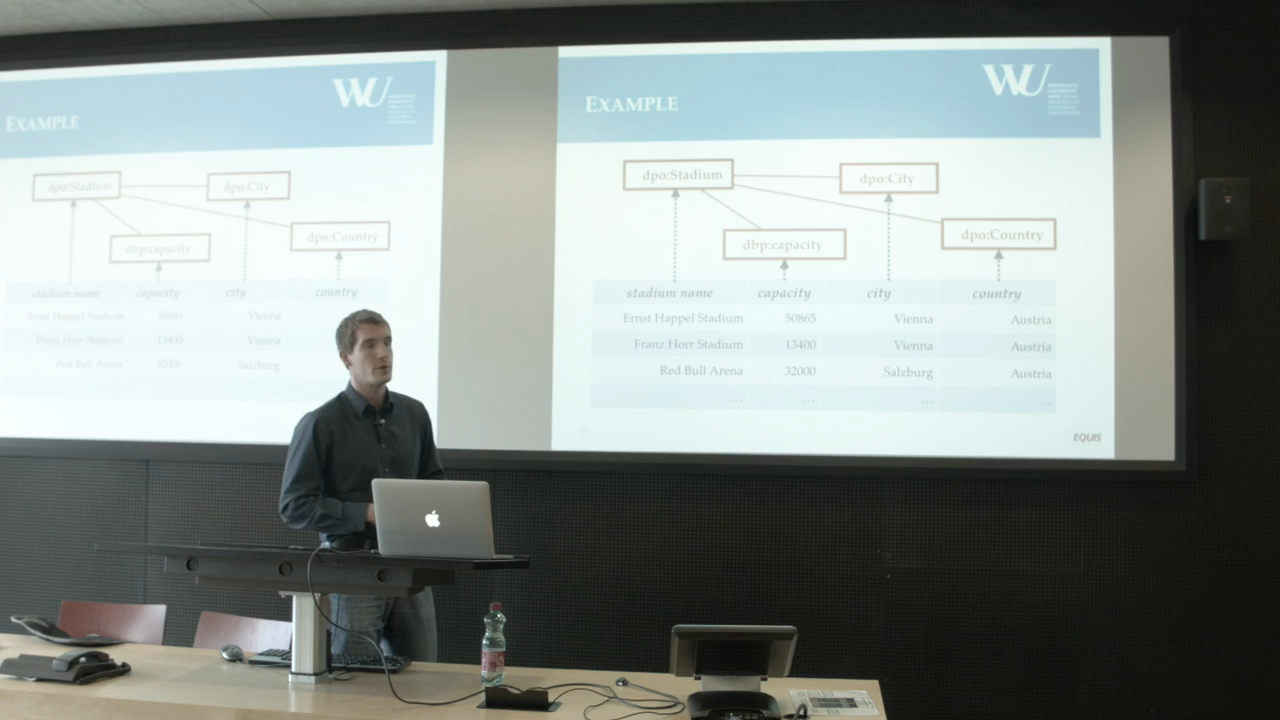 EXAMPLE
WU
dpo:Stadium
dpo:City
dbp:capacity
dpo:Country
stadium name capacity city country
Ernst Happel Stadium 50865 Vienna
Franz Horr Stadium 13400 Vienna
Red Bull Arena 32000 Salzburg
EXAMPLE
WU
dpo:Stadium
dpo:City
dbp:capacity
dpo:Country
stadium name capacity city country
Ernst Happel Stadium 50865 Vienna Austria
Franz Horr Stadium 13400 Vienna Austria
Red Bull Arena 32000 Salzburg Austria
... ... ... ...
EQUIS